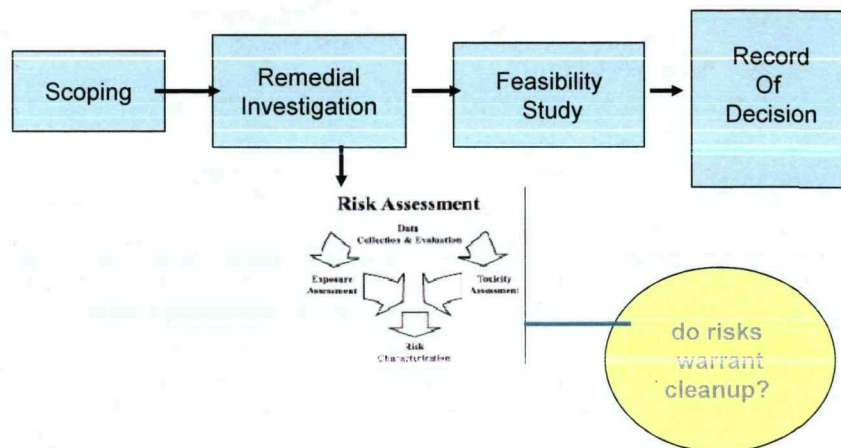 Scoping
Remedial
Investigation
Feasibility
Study
Record
Of
Decision
Risk Assessment
Data
Collection & Evaluation
Exposure
Assessment
Toxicity
Assessment
Risk
Characterization
do risks
warrant
cleanup?